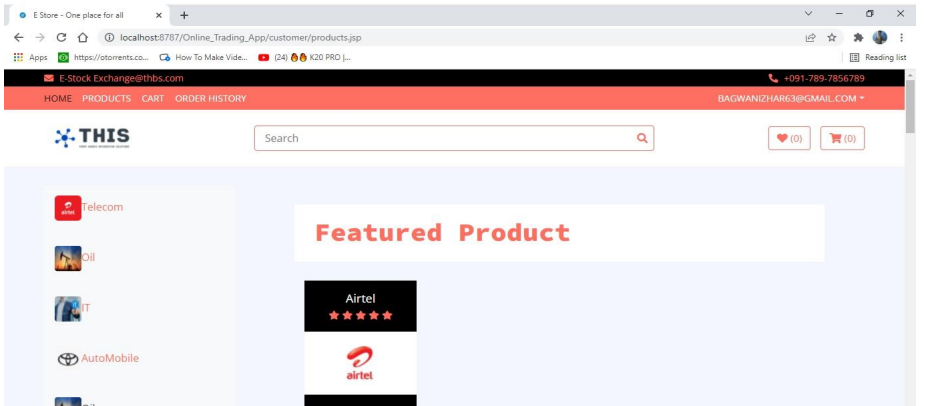 E Store - One place for all
localhost:8787/Online_Trading_App/customer/products.jsp
Apps https://otorrents.co... How To Make Vide... (24) 🔥🔥 K20 PRO |... Reading list
E-Stock Exchange@thbs.com +091-789-7856789
HOME PRODUCTS CART ORDER HISTORY BAGWANIZHAR63@GMAIL.COM
THIS
Search (0) (0)
Telecom
Featured Product
Oil
Airtel
IT
airtel
AutoMobile